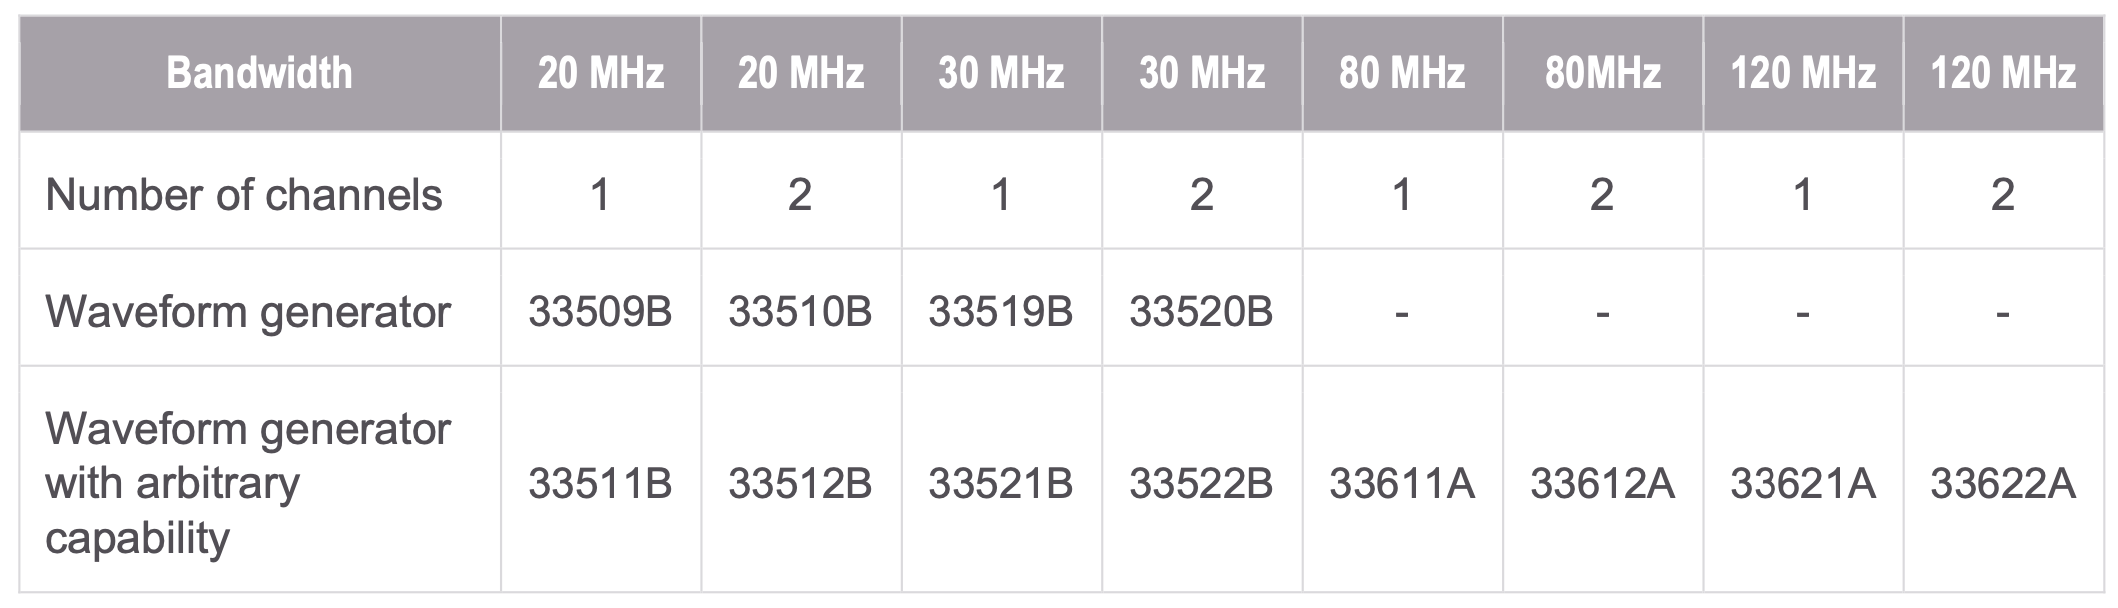 Bandwidth 20 MHz 20 MHz 30 MHz 30 MHz 80 MHz 80MHz 120 MHz 120 MHz
Number of channels 1 2 1 2 1 2 1 2
Waveform generator 33509B 33510B 33519B 33520B - - - -
Waveform generator
with arbitrary
capability 33511B 33512B 33521B 33522B 33611A 33612A 33621A 33622A